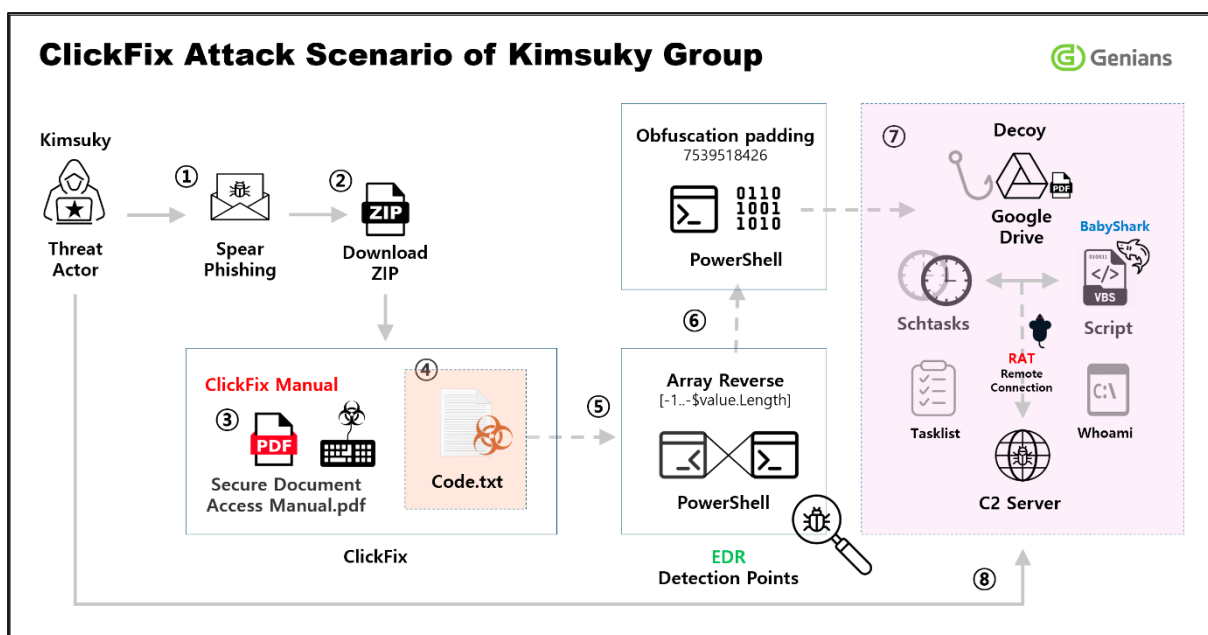 ClickFix Attack Scenario of Kimsuky Group
Genians
Kimsuky
Threat
Actor
①
Spear
Phishing
②
ZIP
Download
ZIP
ClickFix Manual
③
PDF
Secure Document
Access Manual.pdf
④
Code.txt
ClickFix
⑤
Array Reverse
[-1..-$value.Length]
PowerShell
EDR
Detection Points
⑥
Obfuscation padding
7539518426
0110
1001
1010
PowerShell
⑦
Decoy
PDF
Google
Drive
BabyShark
010011
</>
VBS
Script
Schtasks
RAT
Remote
Connection
Tasklist
C:\
Whoami
C2 Server
⑧